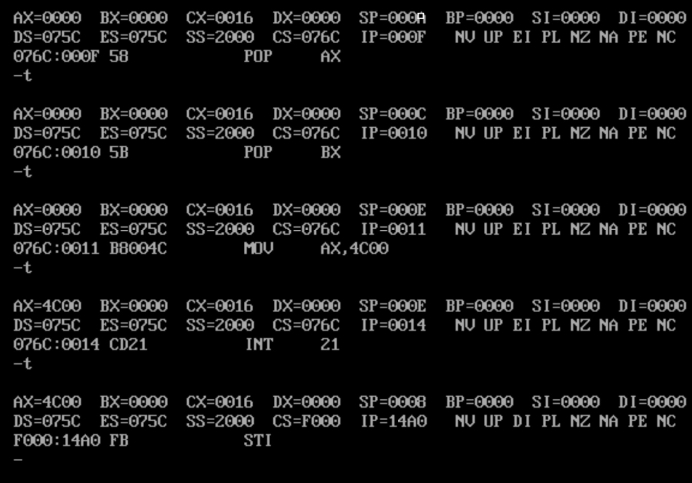 AX=0000  BX=0000  CX=0016  DX=0000  SP=000A  BP=0000  SI=0000  DI=0000
DS=075C  ES=075C  SS=2000  CS=076C  IP=000F   NV UP EI PL NZ NA PE NC
076C:000F 58            POP     AX
-t
AX=0000  BX=0000  CX=0016  DX=0000  SP=000C  BP=0000  SI=0000  DI=0000
DS=075C  ES=075C  SS=2000  CS=076C  IP=0010   NV UP EI PL NZ NA PE NC
076C:0010 5B            POP     BX
-t
AX=0000  BX=0000  CX=0016  DX=0000  SP=000E  BP=0000  SI=0000  DI=0000
DS=075C  ES=075C  SS=2000  CS=076C  IP=0011   NV UP EI PL NZ NA PE NC
076C:0011 B8004C        MOV     AX,4C00
-t
AX=4C00  BX=0000  CX=0016  DX=0000  SP=000E  BP=0000  SI=0000  DI=0000
DS=075C  ES=075C  SS=2000  CS=076C  IP=0014   NV UP EI PL NZ NA PE NC
076C:0014 CD21          INT     21
-t
AX=4C00  BX=0000  CX=0016  DX=0000  SP=0008  BP=0000  SI=0000  DI=0000
DS=075C  ES=075C  SS=2000  CS=F000  IP=14A0   NV UP DI PL NZ NA PE NC
F000:14A0 FB            STI
-